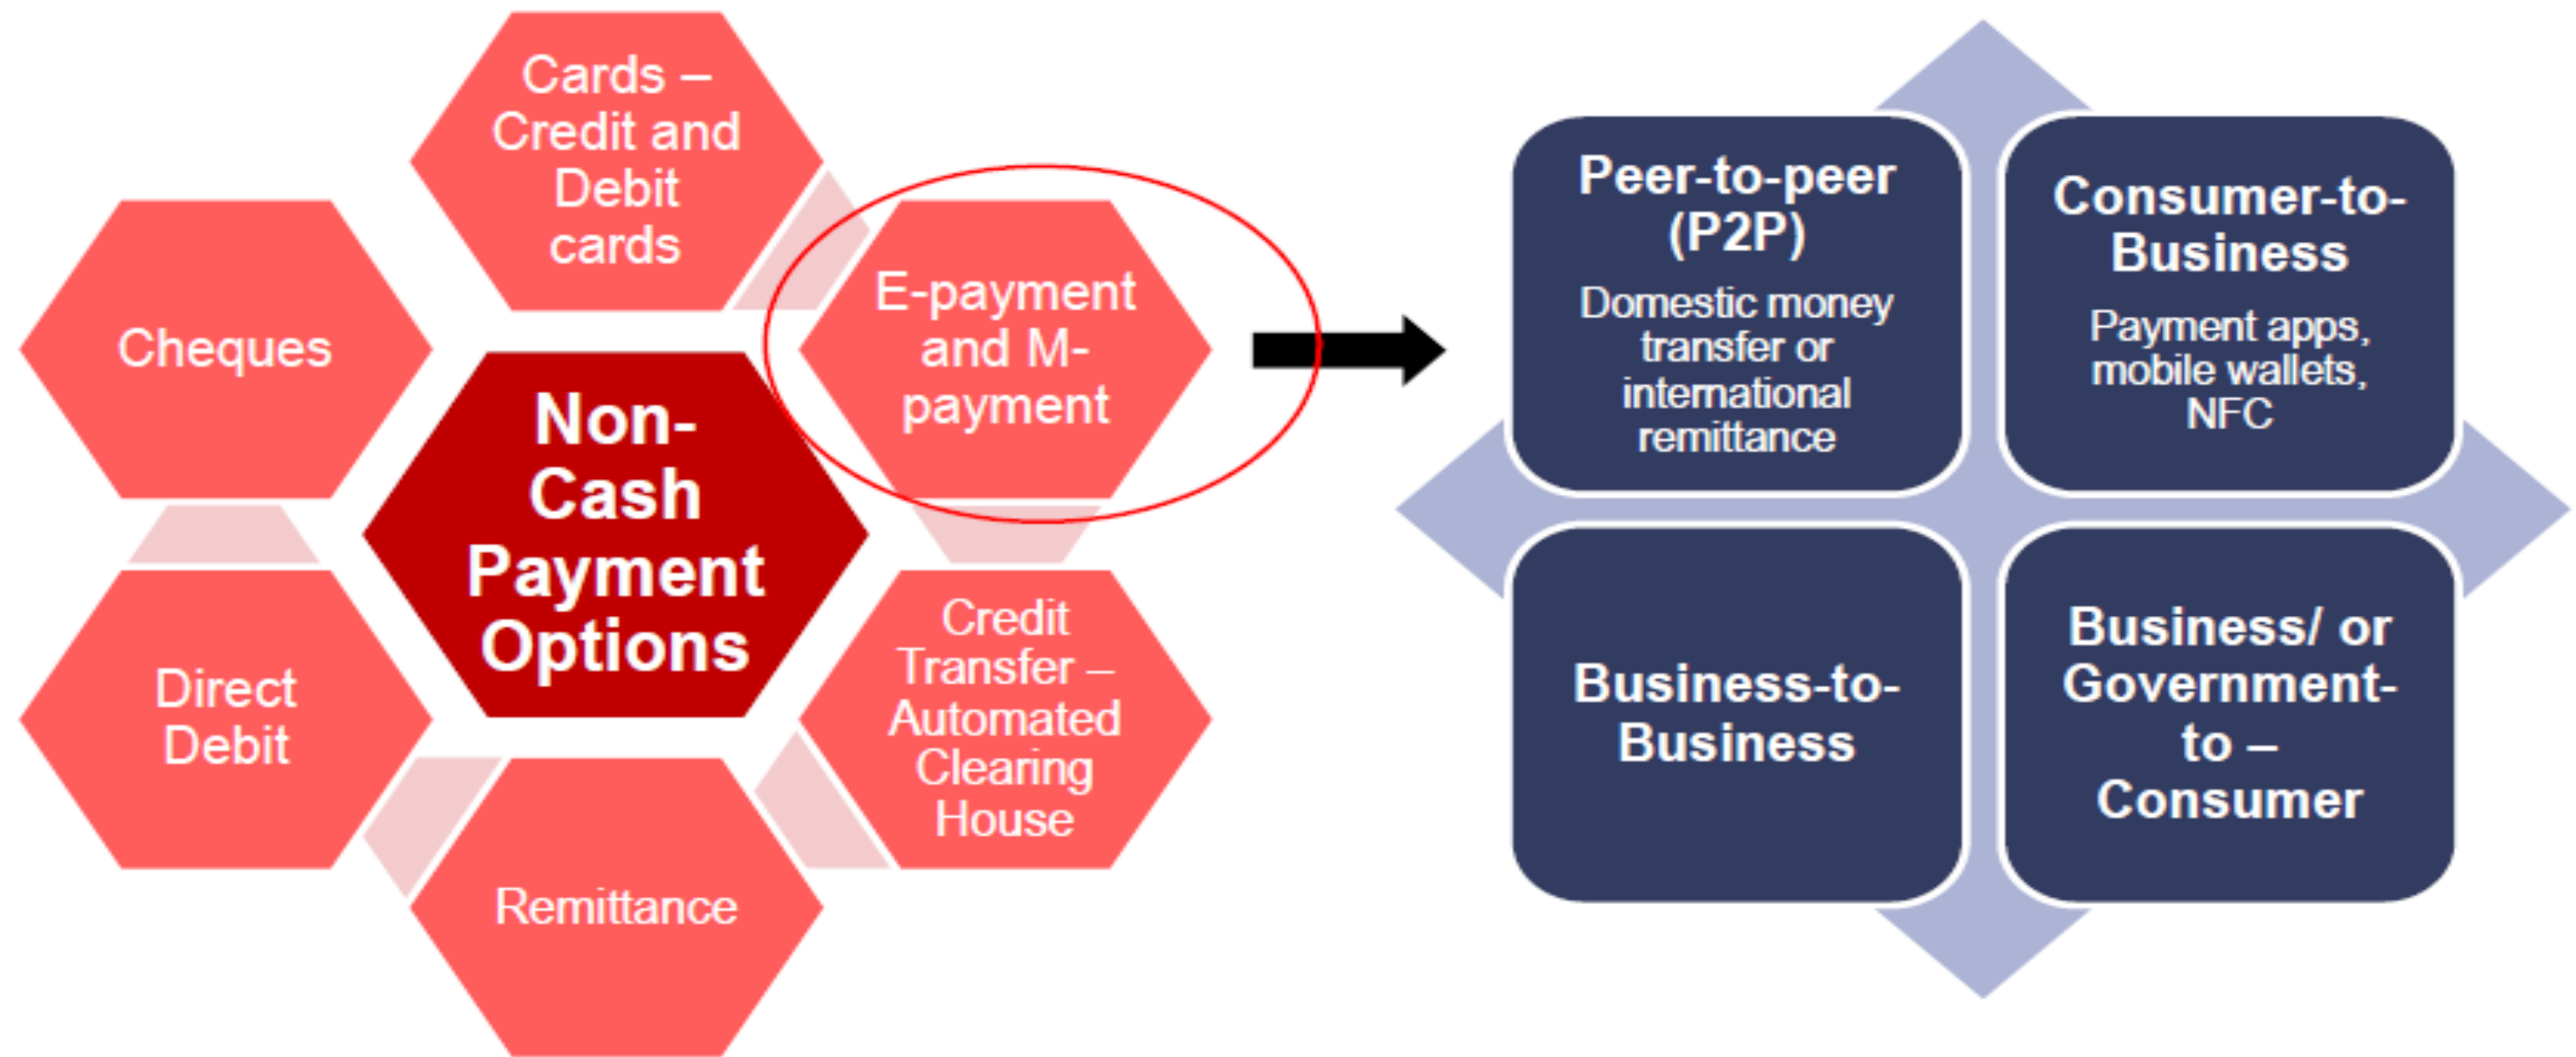 Cards –
Credit and
Debit
cards
Cheques
E-payment
and M-
payment
Non-
Cash
Payment
Options
Direct
Debit
Credit
Transfer –
Automated
Clearing
House
Remittance
Peer-to-peer
(P2P)
Domestic money
transfer or
international
remittance
Consumer-to-
Business
Payment apps,
mobile wallets,
NFC
Business-to-
Business
Business/ or
Government-
to –
Consumer